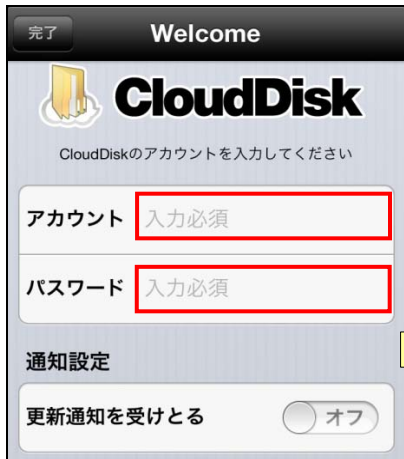 完了 Welcome
CloudDisk
CloudDiskのアカウントを入力してください
アカウント 入力必須
パスワード 入力必須
通知設定
更新通知を受けとる オフ